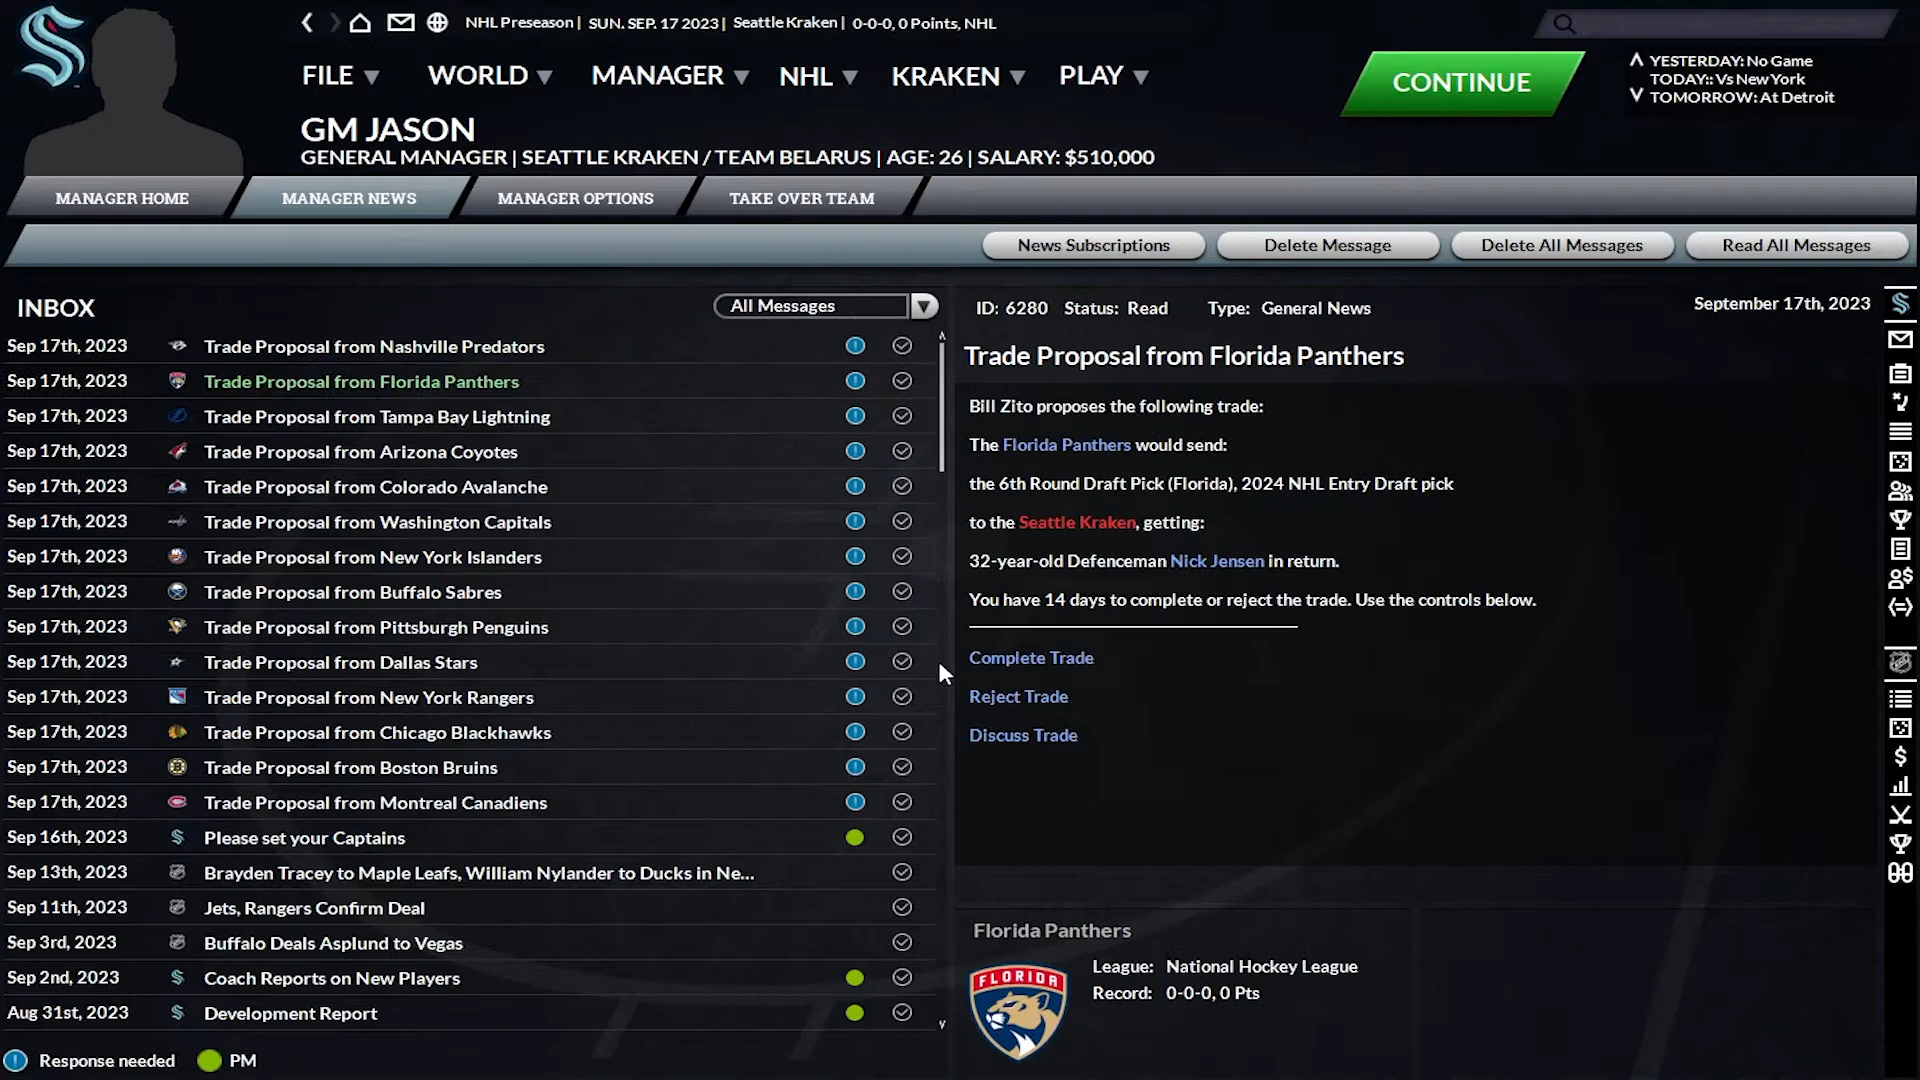 NHL Preseason | SUN. SEP. 17 2023 | Seattle Kraken | 0-0-0, 0 Points, NHL
FILE WORLD MANAGER NHL KRAKEN PLAY
CONTINUE
YESTERDAY: No Game
TODAY:: Vs New York
TOMORROW: At Detroit
GM JASON
GENERAL MANAGER | SEATTLE KRAKEN / TEAM BELARUS | AGE: 26 | SALARY: $510,000
MANAGER HOME MANAGER NEWS MANAGER OPTIONS TAKE OVER TEAM
News Subscriptions Delete Message Delete All Messages Read All Messages
INBOX All Messages
Sep 17th, 2023 Trade Proposal from Nashville Predators
Sep 17th, 2023 Trade Proposal from Florida Panthers
Sep 17th, 2023 Trade Proposal from Tampa Bay Lightning
Sep 17th, 2023 Trade Proposal from Arizona Coyotes
Sep 17th, 2023 Trade Proposal from Colorado Avalanche
Sep 17th, 2023 Trade Proposal from Washington Capitals
Sep 17th, 2023 Trade Proposal from New York Islanders
Sep 17th, 2023 Trade Proposal from Buffalo Sabres
Sep 17th, 2023 Trade Proposal from Pittsburgh Penguins
Sep 17th, 2023 Trade Proposal from Dallas Stars
Sep 17th, 2023 Trade Proposal from New York Rangers
Sep 17th, 2023 Trade Proposal from Chicago Blackhawks
Sep 17th, 2023 Trade Proposal from Boston Bruins
Sep 17th, 2023 Trade Proposal from Montreal Canadiens
Sep 16th, 2023 Please set your Captains
Sep 13th, 2023 Brayden Tracey to Maple Leafs, William Nylander to Ducks in Ne...
Sep 11th, 2023 Jets, Rangers Confirm Deal
Sep 3rd, 2023 Buffalo Deals Asplund to Vegas
Sep 2nd, 2023 Coach Reports on New Players
Aug 31st, 2023 Development Report
Response needed PM
ID: 6280 Status: Read Type: General News September 17th, 2023
Trade Proposal from Florida Panthers
Bill Zito proposes the following trade:
The Florida Panthers would send:
the 6th Round Draft Pick (Florida), 2024 NHL Entry Draft pick
to the Seattle Kraken, getting:
32-year-old Defenceman Nick Jensen in return.
You have 14 days to complete or reject the trade. Use the controls below.
Complete Trade
Reject Trade
Discuss Trade
Florida Panthers
League: National Hockey League
Record: 0-0-0, 0 Pts
FLORIDA